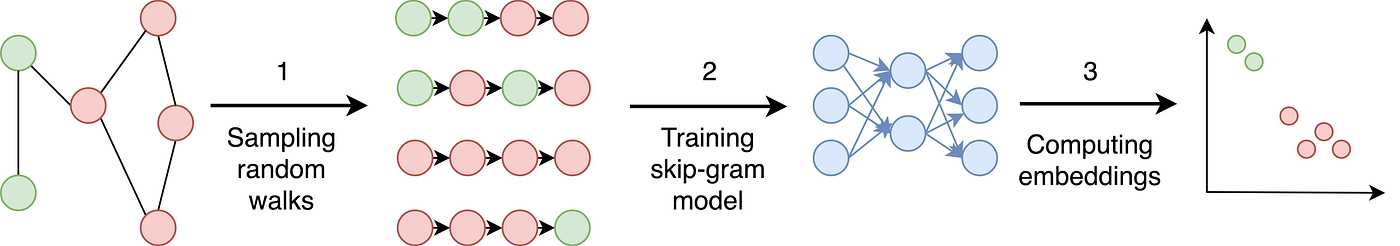 1
Sampling
random
walks
2
Training
skip-gram
model
3
Computing
embeddings